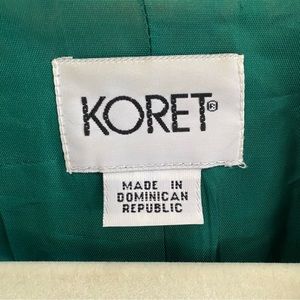 KORET®
MADE IN
DOMINICAN
REPUBLIC